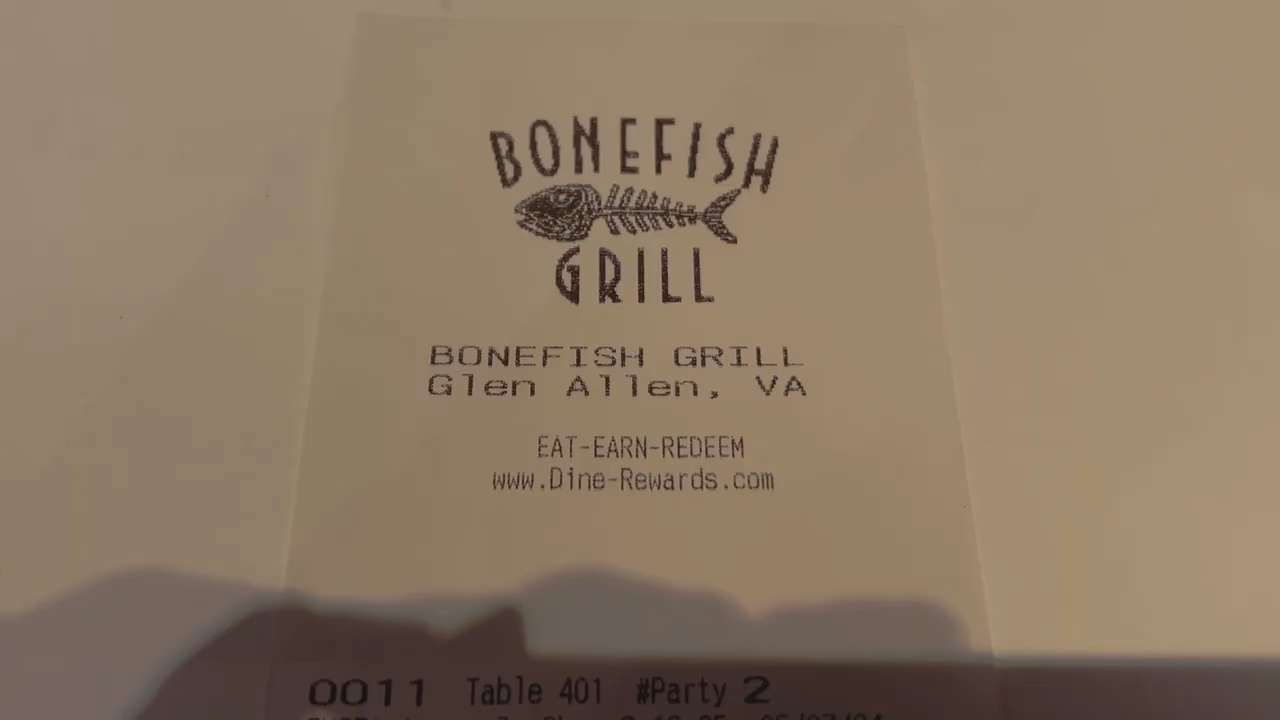 BONEFISH
GRILL
BONEFISH GRILL
Glen Allen, VA
EAT-EARN-REDEEM
www.Dine-Rewards.com
0011 Table 401 #Party 2